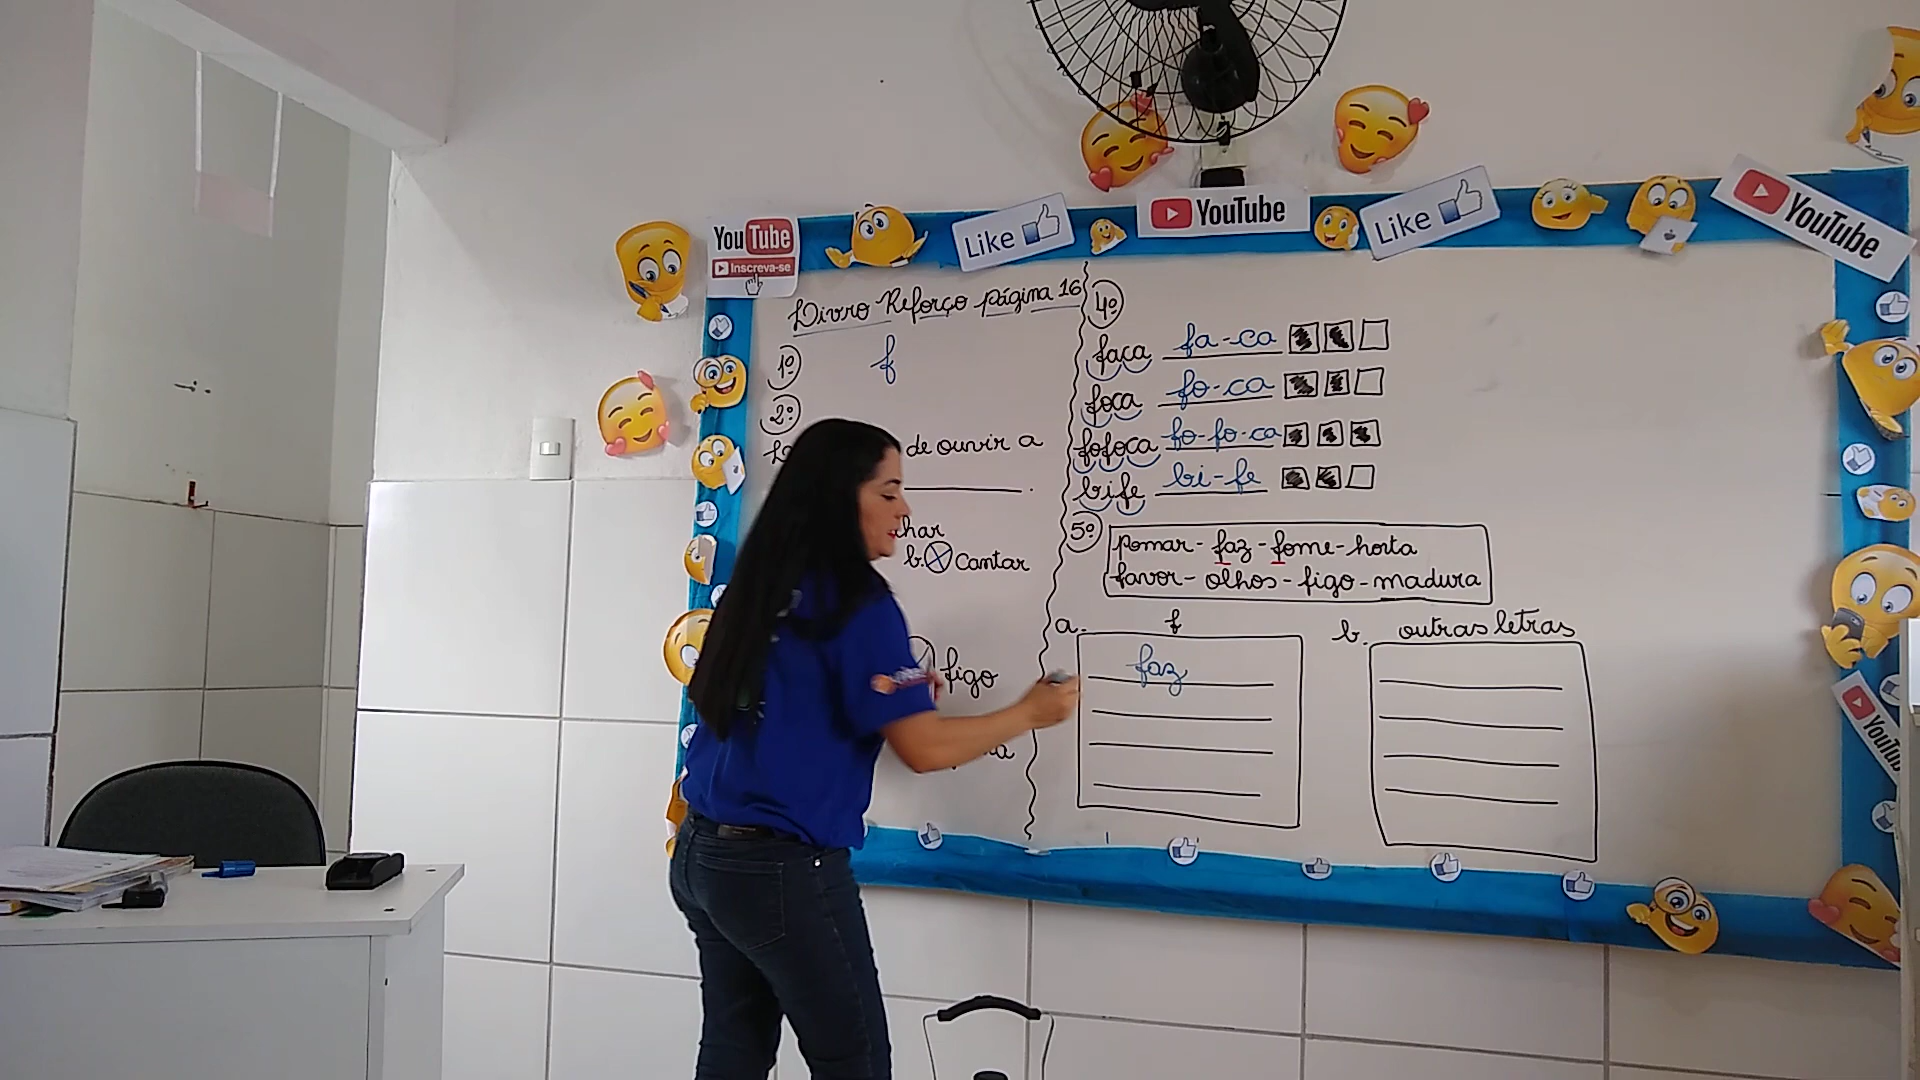 YouTube
Inscreva-se
Like
YouTube
Like
YouTube
YouTube
Livro Reforço página 16
1º
f
2º
de ouvir a
b. Cantar
figo
4º
faca fa-ca
foca fo-ca
fofoca fo-fo-ca
bife bi-fe
5º
pomar - faz - fome - horta
favor - olhos - figo - madura
a. f
faz
b. outras letras